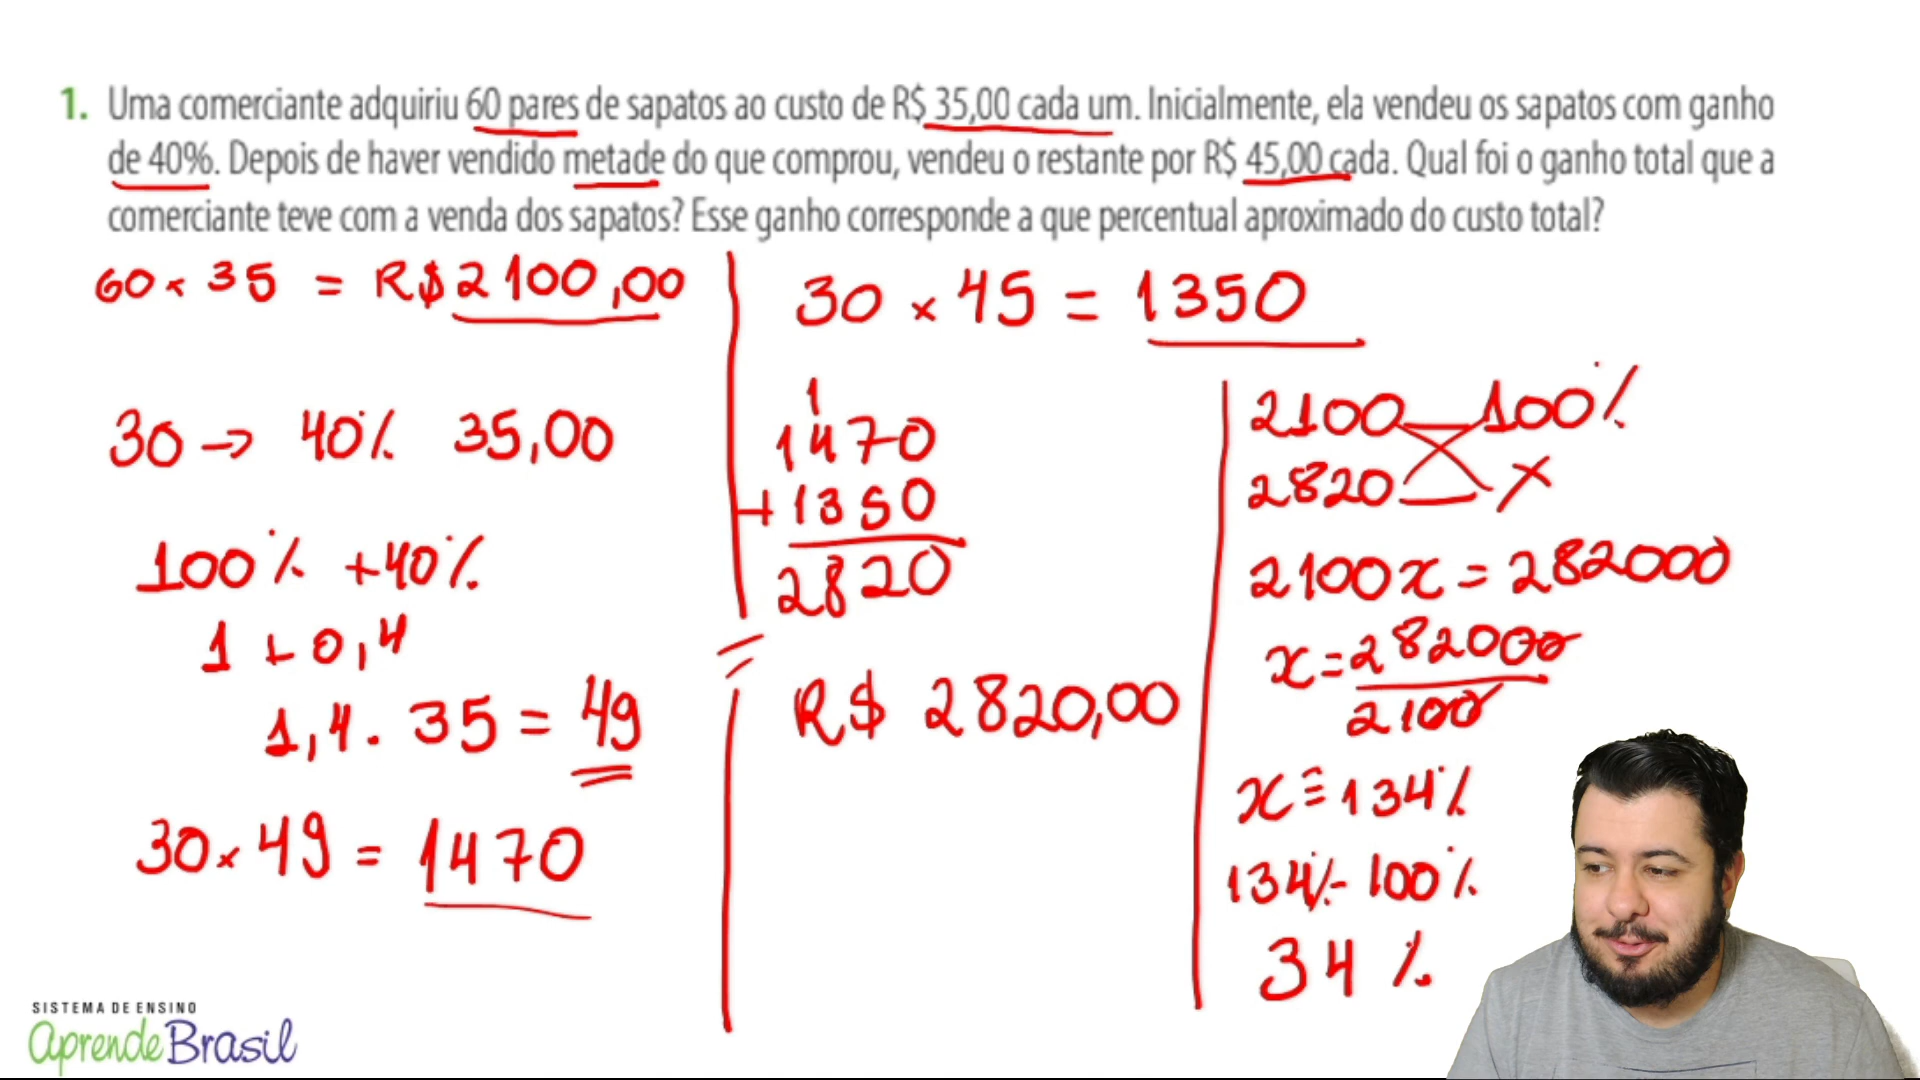 1. Uma comerciante adquiriu 60 pares de sapatos ao custo de R$ 35,00 cada um. Inicialmente, ela vendeu os sapatos com ganho
de 40%. Depois de haver vendido metade do que comprou, vendeu o restante por R$ 45,00 cada. Qual foi o ganho total que a
comerciante teve com a venda dos sapatos? Esse ganho corresponde a que percentual aproximado do custo total?
60 × 35 = R$ 2100,00
30 → 40% 35,00
100% + 40%
1 + 0,4
1,4 . 35 = 49
30 × 49 = 1470
30 × 45 = 1350
1
1470
+ 1350
2820
R$ 2820,00
2100 100%
2820 x
2100x = 282000
x = 282000
2100
x = 134%
134% - 100%
34%
SISTEMA DE ENSINO
aprende Brasil